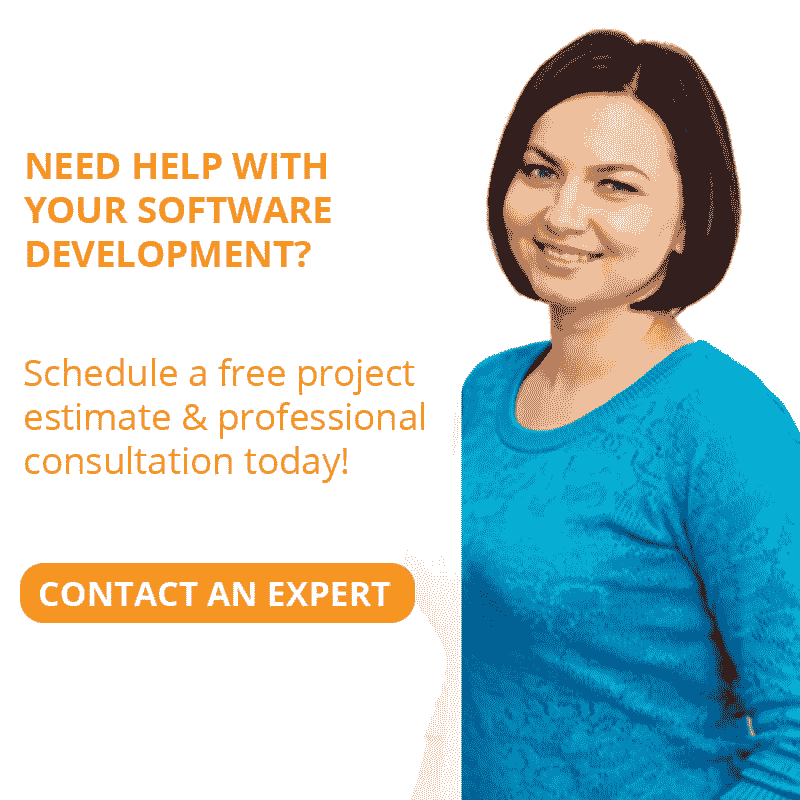 NEED HELP WITH
YOUR SOFTWARE
DEVELOPMENT?
Schedule a free project
estimate & professional
consultation today!
CONTACT AN EXPERT